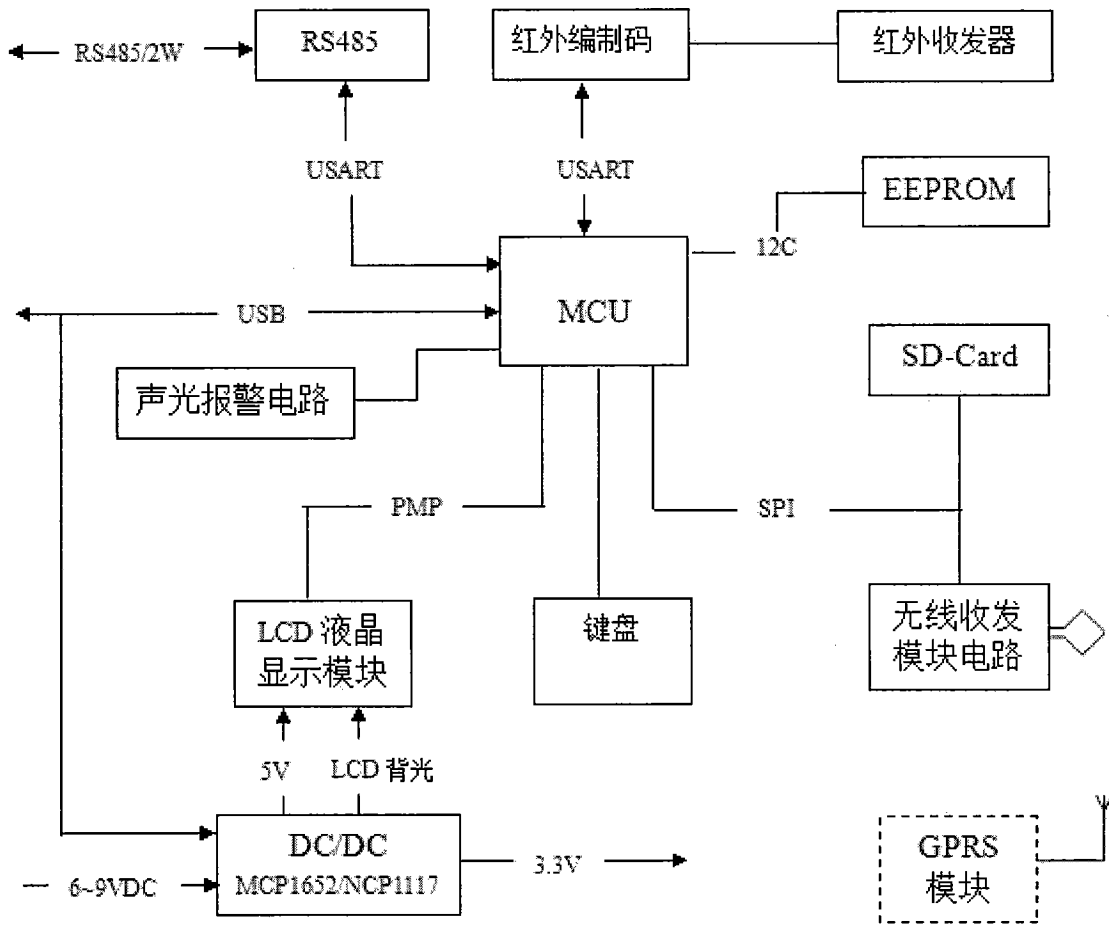 RS485/2W
RS485
红外编制码
红外收发器
USART
USART
EEPROM
12C
MCU
USB
SD-Card
声光报警电路
PMP
SPI
LCD 液晶
显示模块
键盘
无线收发
模块电路
5V
LCD 背光
DC/DC
MCP1652/NCP1117
6~9VDC
3.3V
GPRS
模块